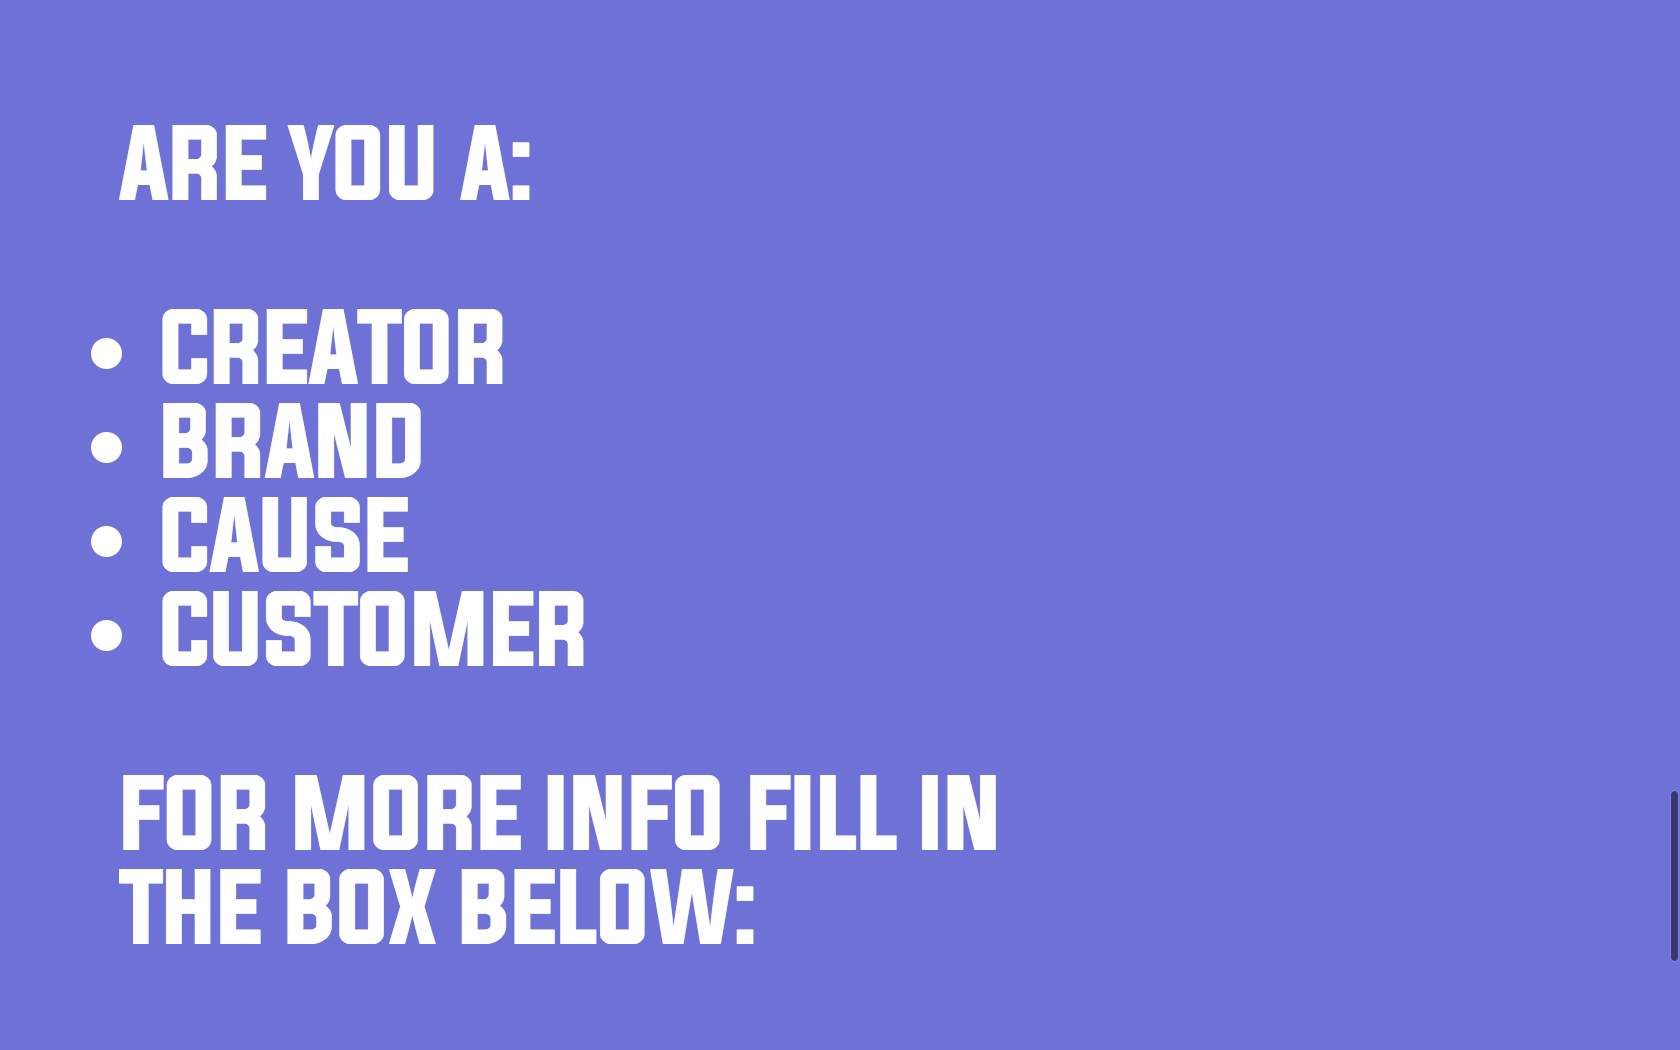 ARE YOU A:
• CREATOR
• BRAND
• CAUSE
• CUSTOMER
FOR MORE INFO FILL IN
THE BOX BELOW: